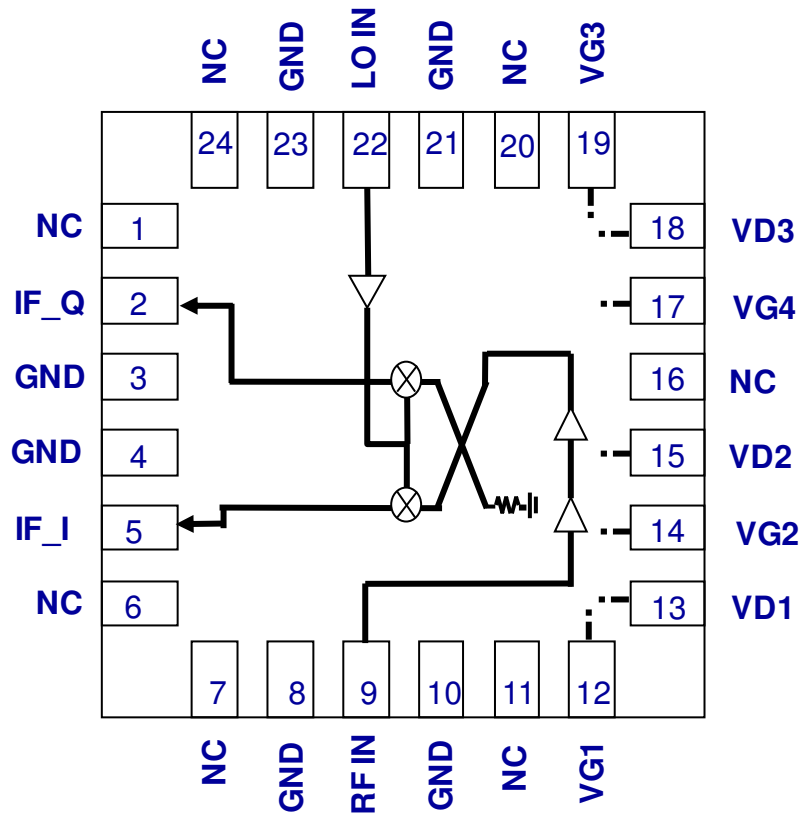 NC
GND
LO IN
GND
NC
VG3
24
23
22
21
20
19
NC
1
18
VD3
IF_Q
2
17
VG4
GND
3
16
NC
GND
4
15
VD2
IF_I
5
14
VG2
NC
6
13
VD1
7
8
9
10
11
12
NC
GND
RF IN
GND
NC
VG1